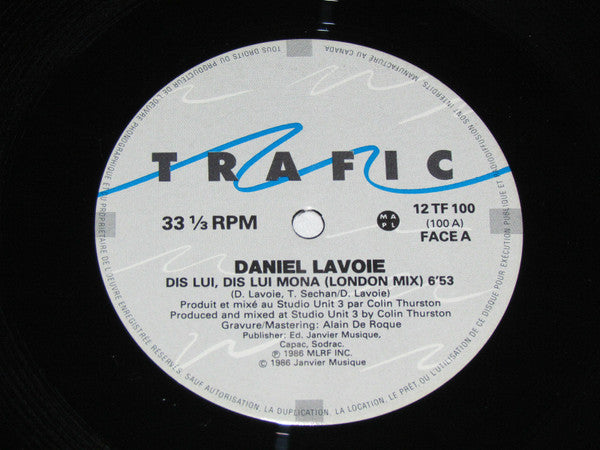 TOUS DROITS DU PRODUCTEUR DE L'OEUVRE PHONOGRAPHIQUE ET DU PROPRIETAIRE DE L'OEUVRE ENREGISTREE RESERVES. SAUF AUTORISATION, LA DUPLICATION, LA LOCATION, LE PRÊT, OU L'UTILISATION DE CE DISQUE POUR EXÉCUTION PUBLIQUE ET RADIODIFFUSION SONT INTERDITS. MANUFACTURÉ AU CANADA
TRAFIC
33 ⅓ RPM
MAPL
12 TF 100
(100 A)
FACE A
DANIEL LAVOIE
DIS LUI, DIS LUI MONA (LONDON MIX) 6'53
(D. Lavoie, T. Sechan/D. Lavoie)
Produit et mixé au Studio Unit 3 par Colin Thurston
Produced and mixed at Studio Unit 3 by Colin Thurston
Gravure/Mastering: Alain De Roque
Publisher: Ed. Janvier Musique,
Capac, Sodrac.
℗ 1986 MLRF INC.
© 1986 Janvier Musique